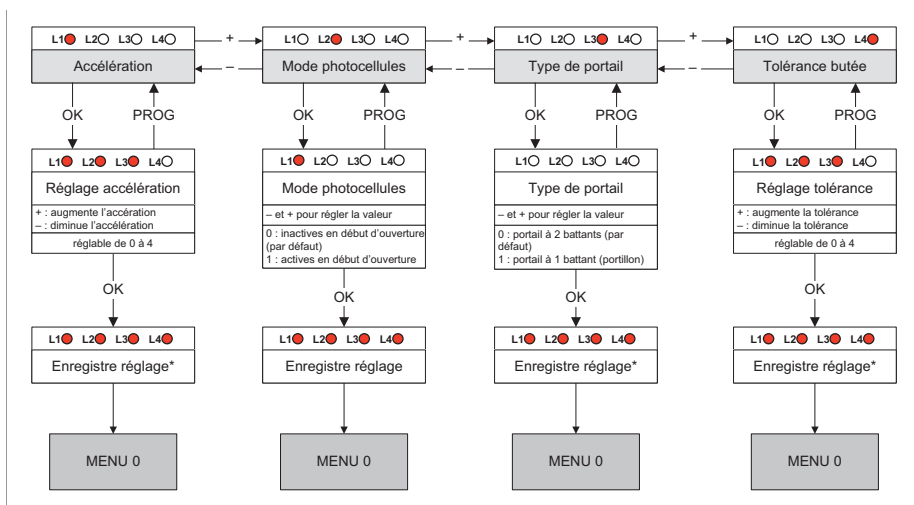 L1 L2 L3 L4 + L1 L2 L3 L4 + L1 L2 L3 L4 + L1 L2 L3 L4
Accélération – Mode photocellules – Type de portail – Tolérance butée
OK PROG OK PROG OK PROG OK PROG
L1 L2 L3 L4
Réglage accélération
+ : augmente l'accération
– : diminue l'accélération
réglable de 0 à 4
L1 L2 L3 L4
Mode photocellules
– et + pour régler la valeur
0 : inactives en début d'ouverture
(par défaut)
1 : actives en début d'ouverture
L1 L2 L3 L4
Type de portail
– et + pour régler la valeur
0 : portail à 2 battants (par
défaut)
1 : portail à 1 battant (portillon)
L1 L2 L3 L4
Réglage tolérance
+ : augmente la tolérance
– : diminue la tolérance
réglable de 0 à 4
OK OK OK OK
L1 L2 L3 L4 L1 L2 L3 L4 L1 L2 L3 L4 L1 L2 L3 L4
Enregistre réglage* Enregistre réglage Enregistre réglage* Enregistre réglage*
MENU 0 MENU 0 MENU 0 MENU 0